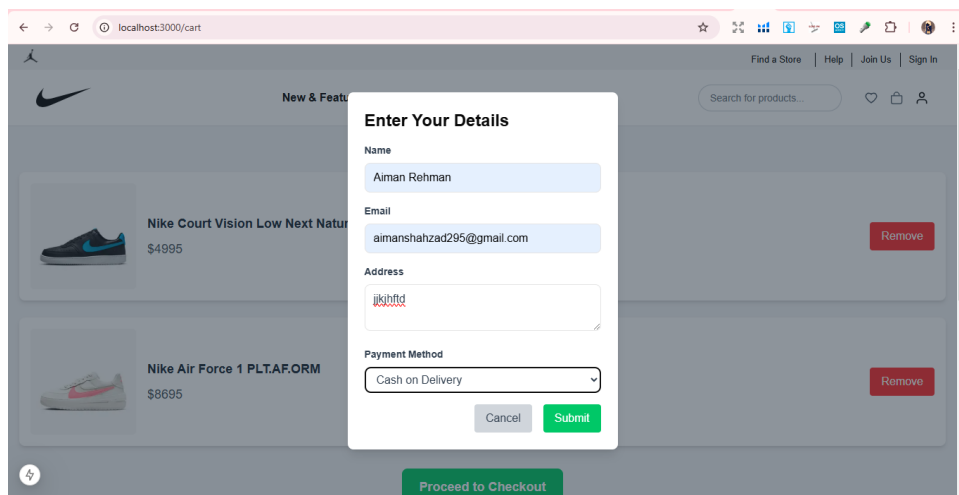 localhost:3000/cart
Find a Store Help Join Us Sign In
New & Featu
Search for products...
Enter Your Details
Name
Aiman Rehman
Email
aimanshahzad295@gmail.com
Address
jjkjhftd
Payment Method
Cash on Delivery
Cancel Submit
Nike Court Vision Low Next Natur
$4995
Remove
Nike Air Force 1 PLT.AF.ORM
$8695
Remove
Proceed to Checkout